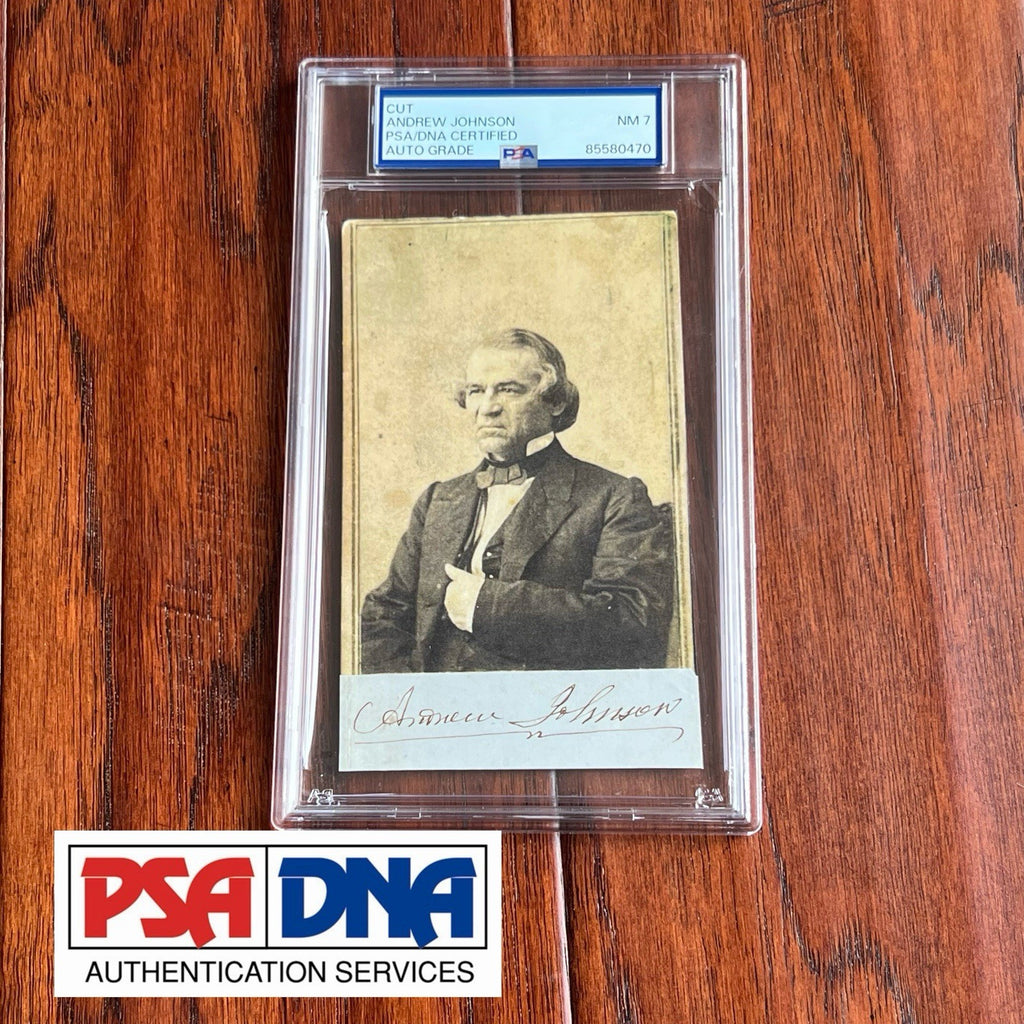 CUT
ANDREW JOHNSON NM 7
PSA/DNA CERTIFIED
AUTO GRADE PSA 85580470
Andrew Johnson
PSA DNA
AUTHENTICATION SERVICES